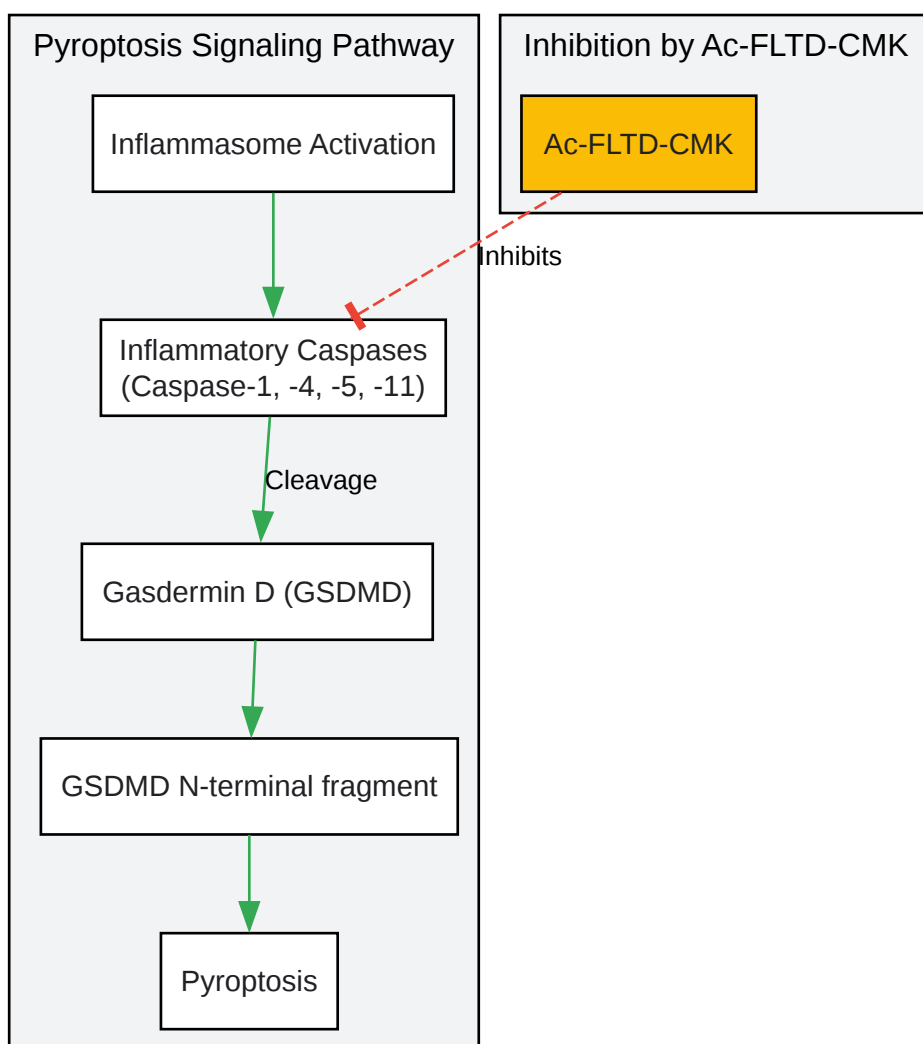 Pyroptosis Signaling Pathway
Inflammasome Activation
Inflammatory Caspases
(Caspase-1, -4, -5, -11)
Cleavage
Gasdermin D (GSDMD)
GSDMD N-terminal fragment
Pyroptosis
Inhibition by Ac-FLTD-CMK
Ac-FLTD-CMK
Inhibits